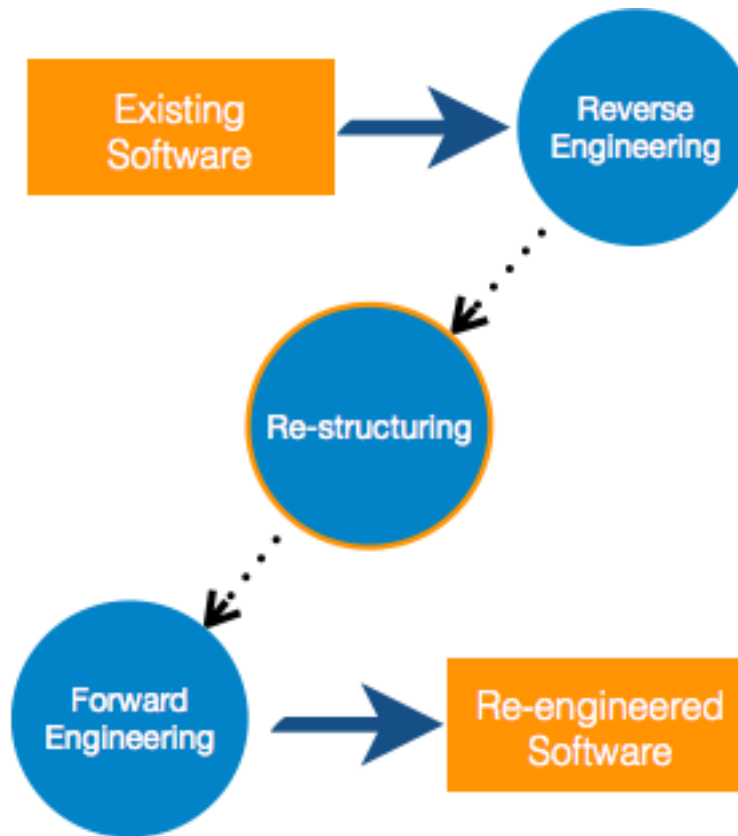 Existing
Software
Reverse
Engineering
Re-structuring
Forward
Engineering
Re-engineered
Software